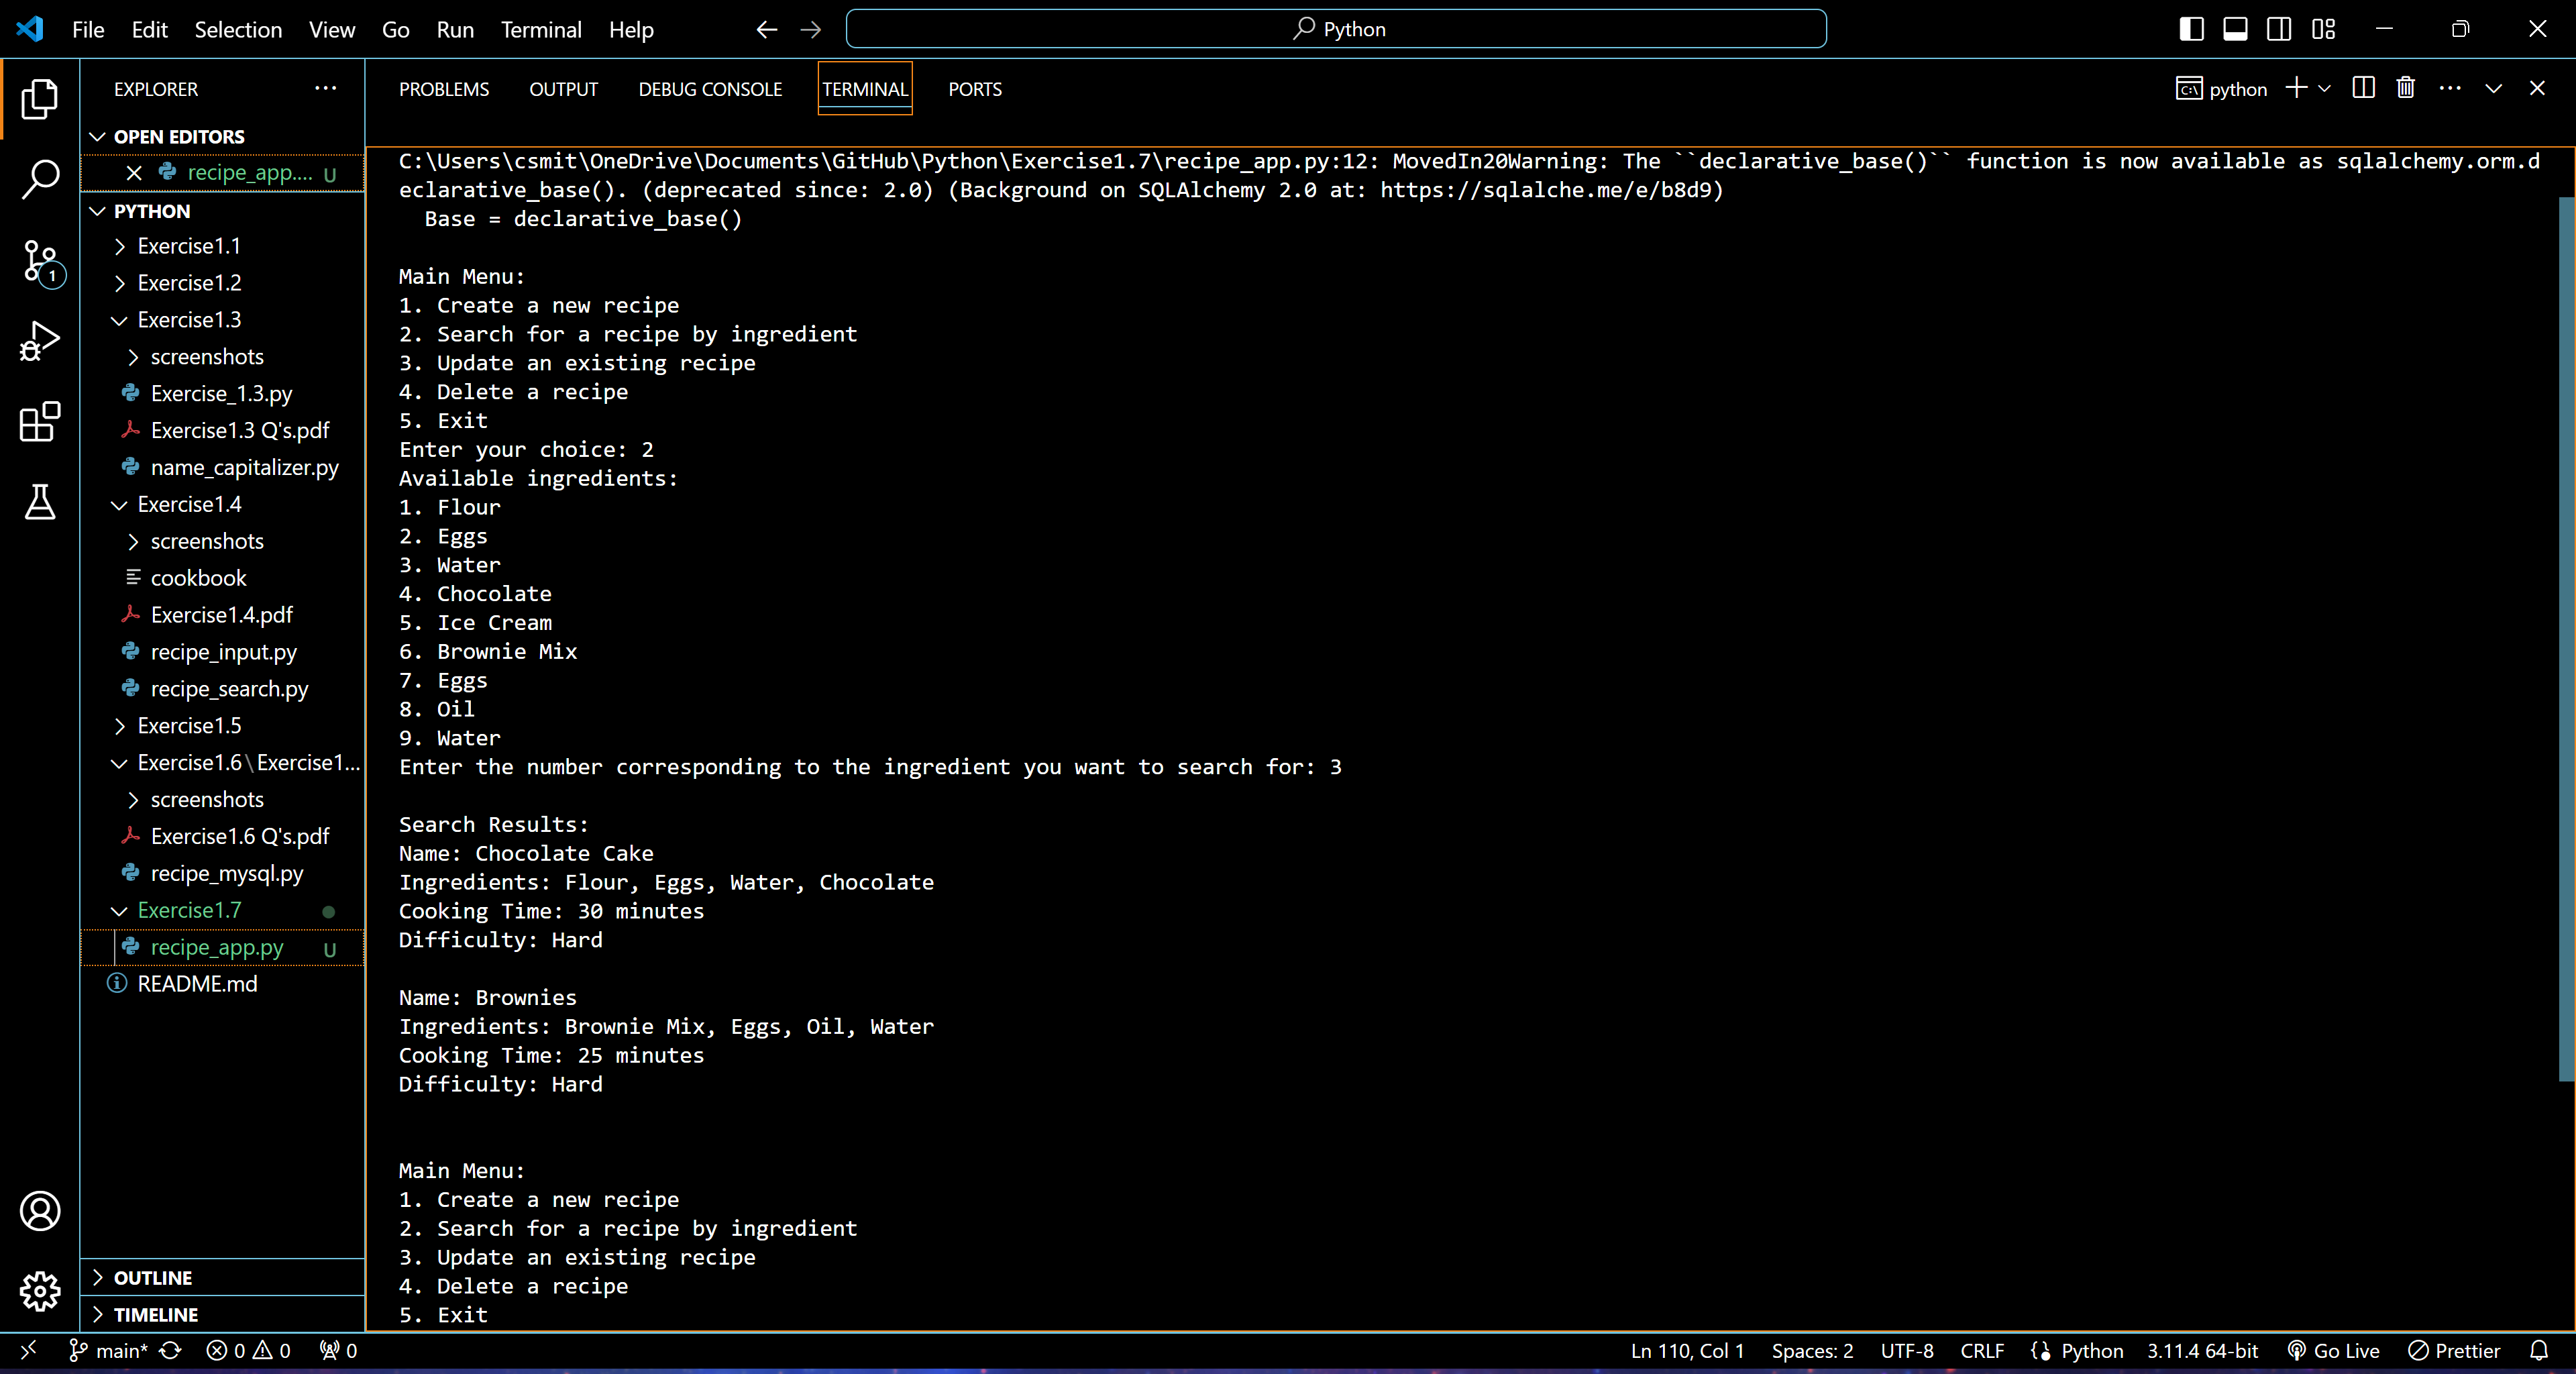 File Edit Selection View Go Run Terminal Help
Python
EXPLORER
OPEN EDITORS
recipe_app.... U
PYTHON
Exercise1.1
Exercise1.2
Exercise1.3
screenshots
Exercise_1.3.py
Exercise1.3 Q's.pdf
name_capitalizer.py
Exercise1.4
screenshots
cookbook
Exercise1.4.pdf
recipe_input.py
recipe_search.py
Exercise1.5
Exercise1.6\Exercise1...
screenshots
Exercise1.6 Q's.pdf
recipe_mysql.py
Exercise1.7
recipe_app.py U
README.md
OUTLINE
TIMELINE
1
PROBLEMS OUTPUT DEBUG CONSOLE TERMINAL PORTS
python
C:\Users\csmit\OneDrive\Documents\GitHub\Python\Exercise1.7\recipe_app.py:12: MovedIn20Warning: The ``declarative_base()`` function is now available as sqlalchemy.orm.d
eclarative_base(). (deprecated since: 2.0) (Background on SQLAlchemy 2.0 at: https://sqlalche.me/e/b8d9)
Base = declarative_base()
Main Menu:
1. Create a new recipe
2. Search for a recipe by ingredient
3. Update an existing recipe
4. Delete a recipe
5. Exit
Enter your choice: 2
Available ingredients:
1. Flour
2. Eggs
3. Water
4. Chocolate
5. Ice Cream
6. Brownie Mix
7. Eggs
8. Oil
9. Water
Enter the number corresponding to the ingredient you want to search for: 3
Search Results:
Name: Chocolate Cake
Ingredients: Flour, Eggs, Water, Chocolate
Cooking Time: 30 minutes
Difficulty: Hard
Name: Brownies
Ingredients: Brownie Mix, Eggs, Oil, Water
Cooking Time: 25 minutes
Difficulty: Hard
Main Menu:
1. Create a new recipe
2. Search for a recipe by ingredient
3. Update an existing recipe
4. Delete a recipe
5. Exit
main* 0 0 0 Ln 110, Col 1 Spaces: 2 UTF-8 CRLF Python 3.11.4 64-bit Go Live Prettier